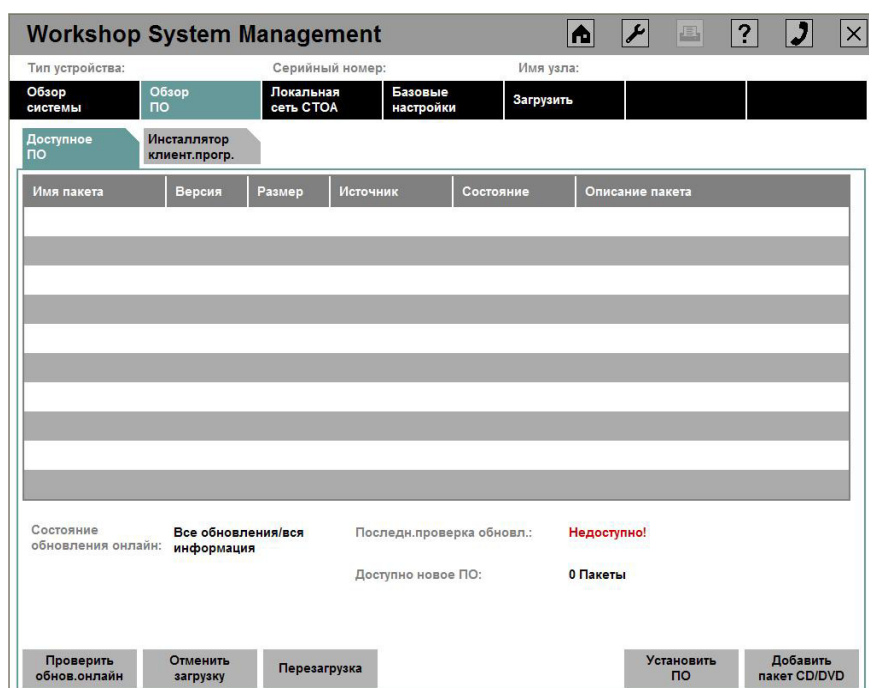 Workshop System Management
?
Тип устройства: Серийный номер: Имя узла:
Обзор системы
Обзор ПО
Локальная сеть СТОА
Базовые настройки
Загрузить
Доступное ПО
Инсталлятор клиент.прогр.
Имя пакета Версия Размер Источник Состояние Описание пакета
Состояние обновления онлайн:
Все обновления/вся информация
Последн.проверка обновл.: Недоступно!
Доступно новое ПО: 0 Пакеты
Проверить обнов.онлайн
Отменить загрузку
Перезагрузка
Установить ПО
Добавить пакет CD/DVD